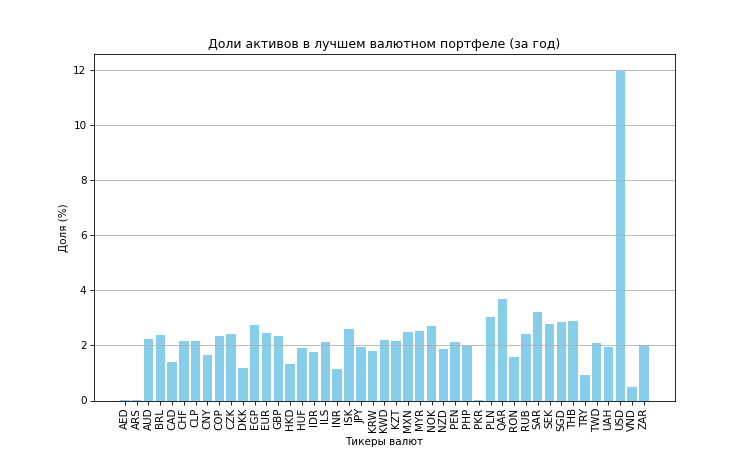 Доли активов в лучшем валютном портфеле (за год)
Доля (%)
12
10
8
6
4
2
0
AED ARS AUD BRL CAD CHF CLP CNY COP CZK DKK EGP EUR GBP HKD HUF IDR ILS INR ISK JPY KRW KWD KZT MXN MYR NOK NZD PEN PHP PKR PLN QAR RON RUB SAR SEK SGD THB TRY TWD UAH USD VND ZAR
Тикеры валют